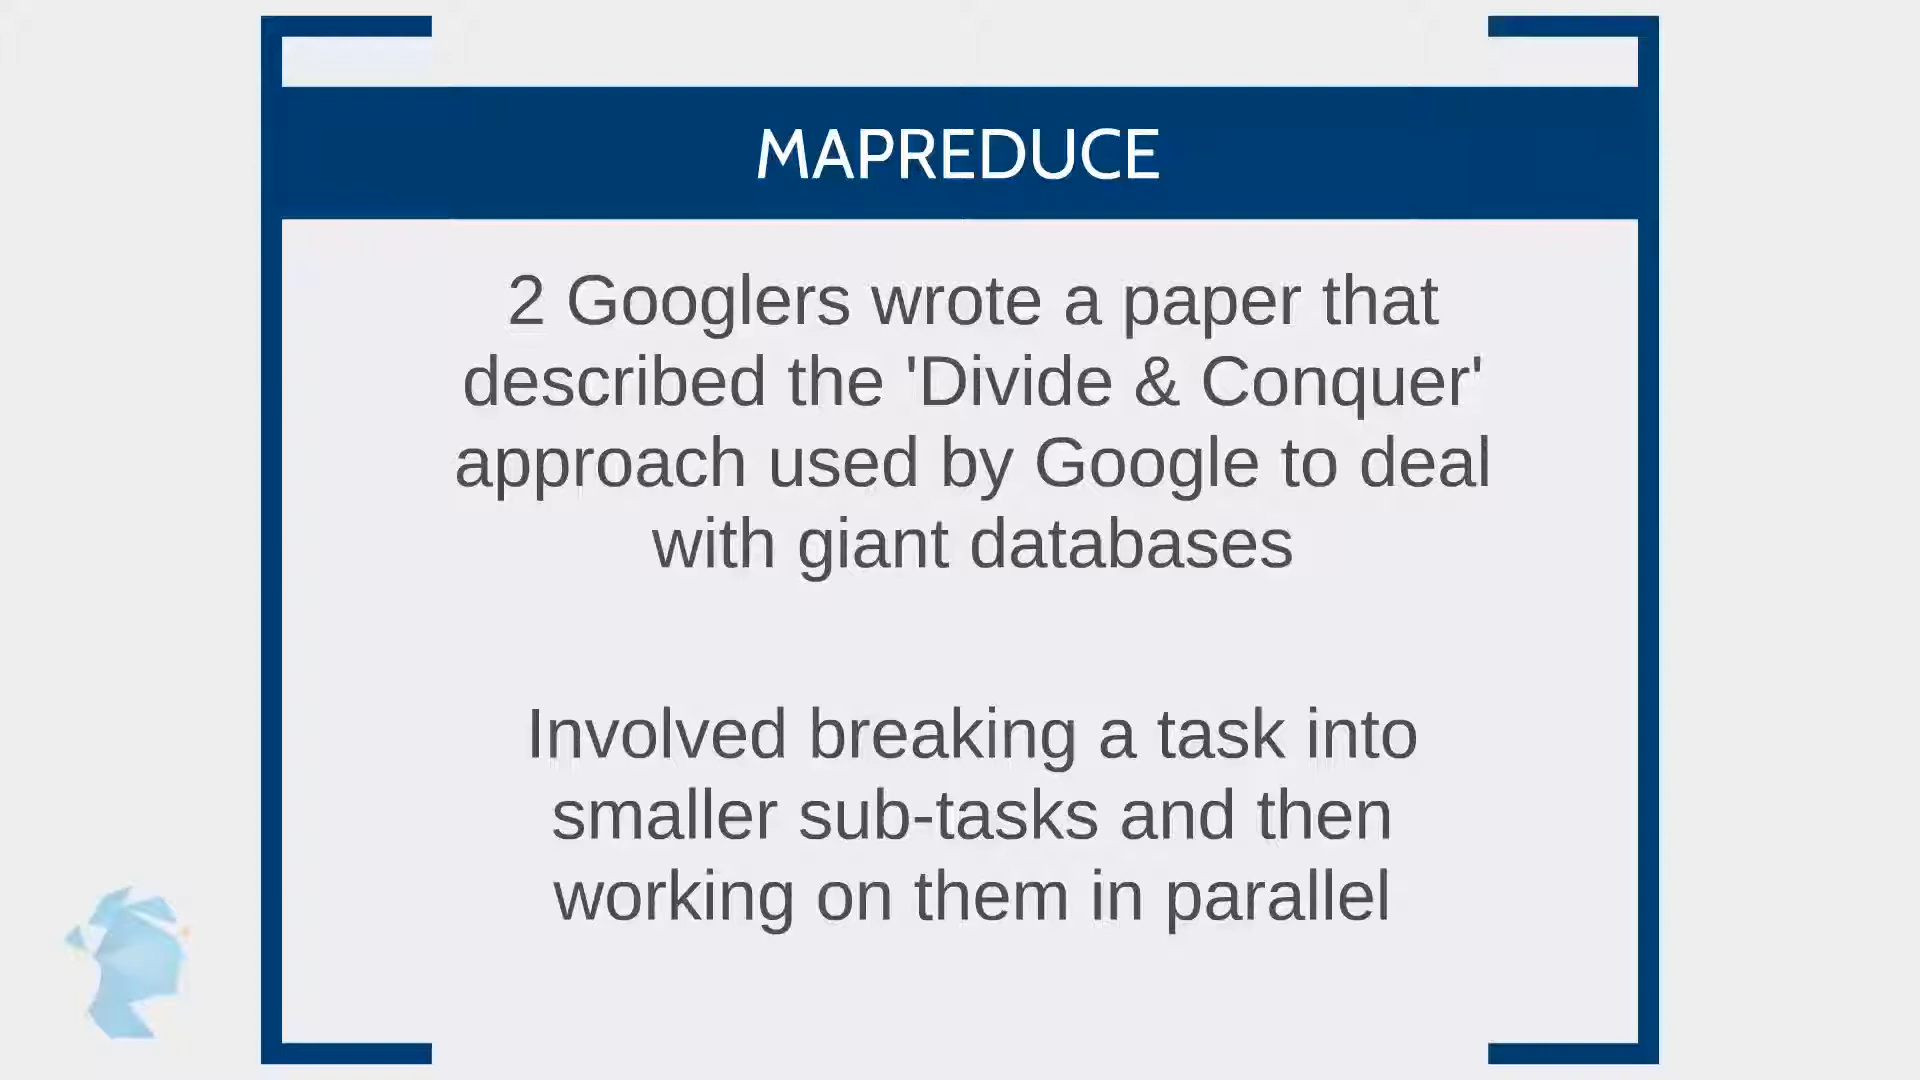 MAPREDUCE
2 Googlers wrote a paper that
described the 'Divide & Conquer'
approach used by Google to deal
with giant databases
Involved breaking a task into
smaller sub-tasks and then
working on them in parallel